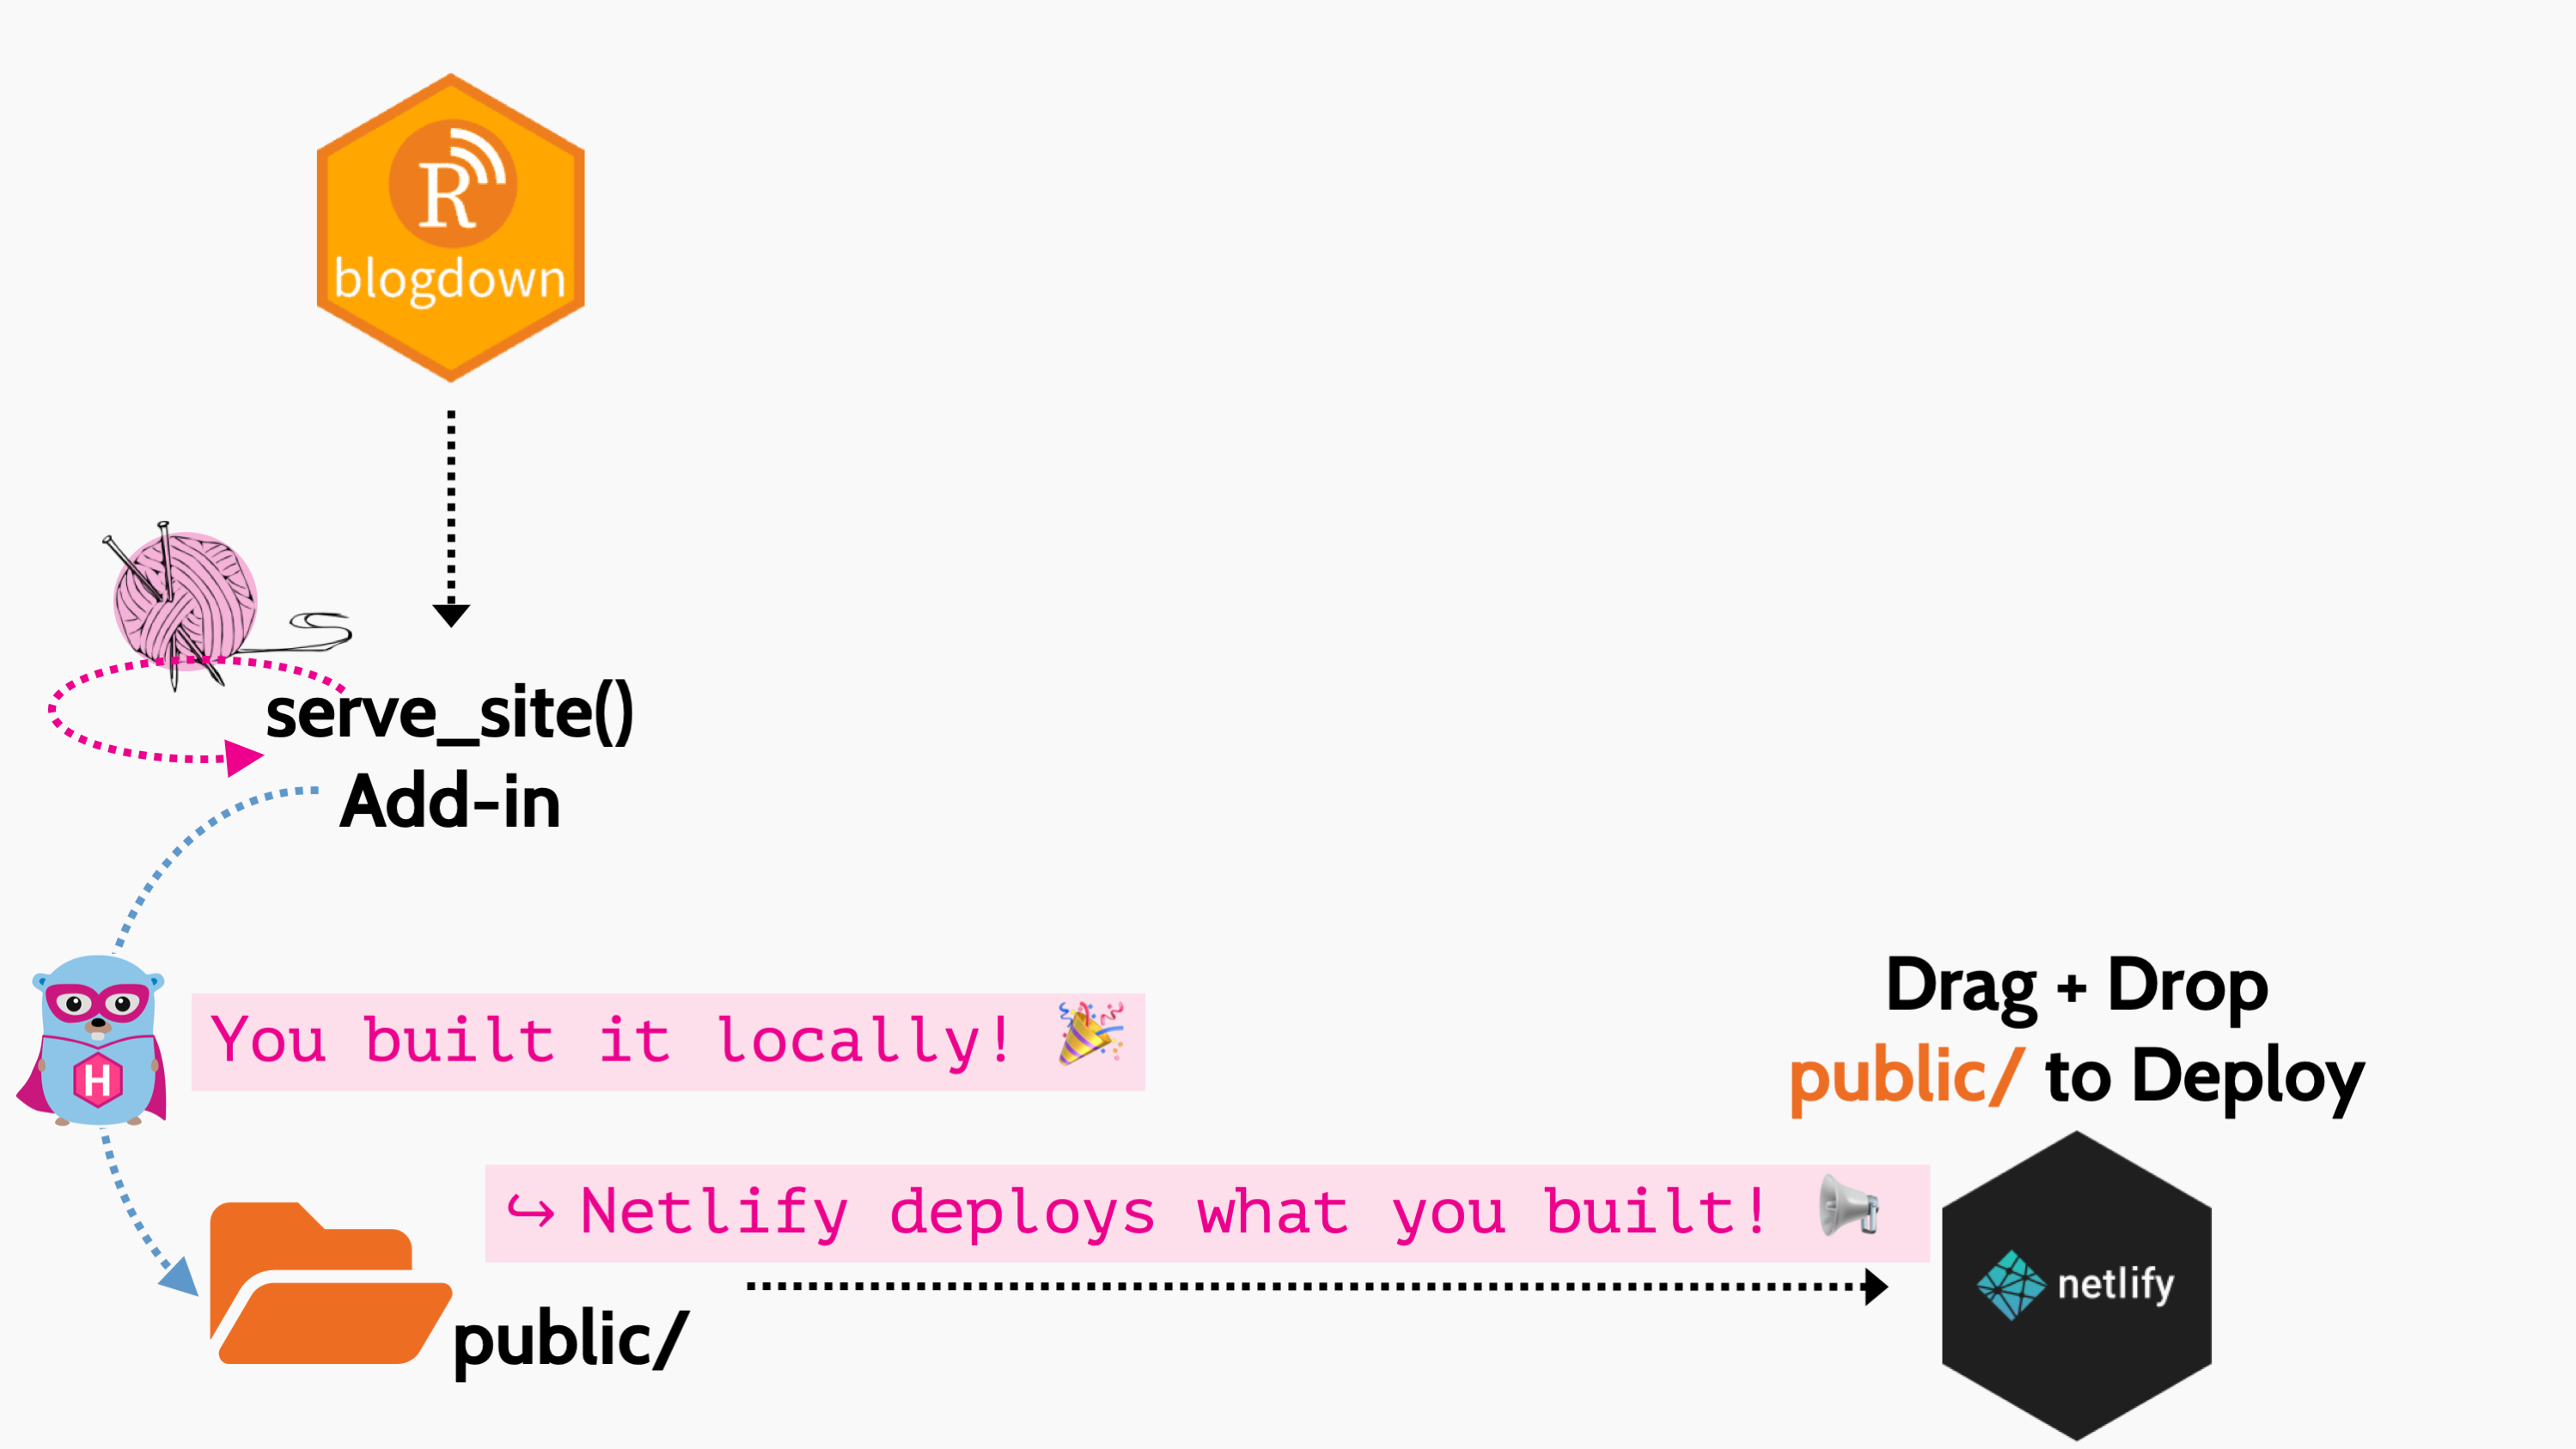 R
blogdown
serve_site()
Add-in
H
You built it locally! 🎉
↪ Netlify deploys what you built! 📢
public/
Drag + Drop
public/ to Deploy
netlify